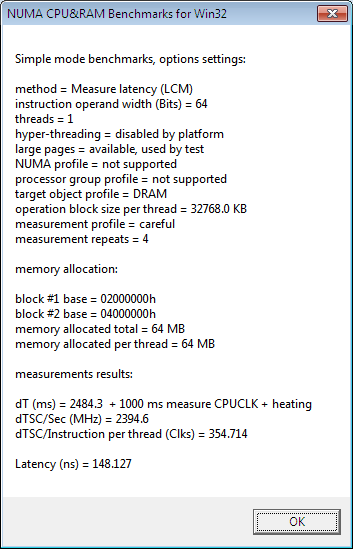 NUMA CPU&RAM Benchmarks for Win32
Simple mode benchmarks, options settings:
method = Measure latency (LCM)
instruction operand width (Bits) = 64
threads = 1
hyper-threading = disabled by platform
large pages = available, used by test
NUMA profile = not supported
processor group profile = not supported
target object profile = DRAM
operation block size per thread = 32768.0 KB
measurement profile = careful
measurement repeats = 4
memory allocation:
block #1 base = 02000000h
block #2 base = 04000000h
memory allocated total = 64 MB
memory allocated per thread = 64 MB
measurements results:
dT (ms) = 2484.3  + 1000 ms measure CPUCLK + heating
dTSC/Sec (MHz) = 2394.6
dTSC/Instruction per thread (Clks) = 354.714
Latency (ns) = 148.127
OK